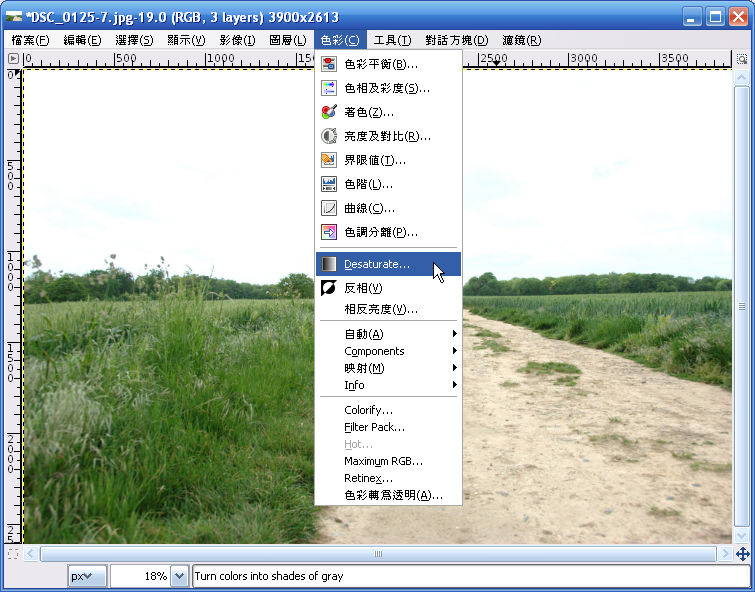 *DSC_0125-7.jpg-19.0 (RGB, 3 layers) 3900x2613
檔案(F) 編輯(E) 選擇(S) 顯示(V) 影像(I) 圖層(L) 色彩(C) 工具(T) 對話方塊(D) 濾鏡(R)
0 500 1000 150 2500 3000 3500
色彩平衡(B)...
色相及彩度(S)...
著色(Z)...
亮度及對比(R)...
界限值(T)...
色階(L)...
曲線(C)...
色調分離(P)...
Desaturate...
反相(V)
相反亮度(V)...
自動(A)
Components
映射(M)
Info
Colorify...
Filter Pack...
Hot...
Maximum RGB...
Retinex...
色彩轉為透明(A)...
0
500
1000
1500
2000
25
px 18% Turn colors into shades of gray